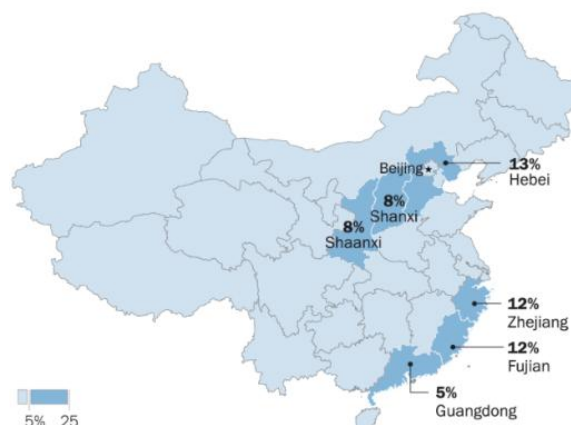 Beijing
13%
Hebei
8%
Shanxi
8%
Shaanxi
12%
Zhejiang
12%
Fujian
5%
Guangdong
5% 25